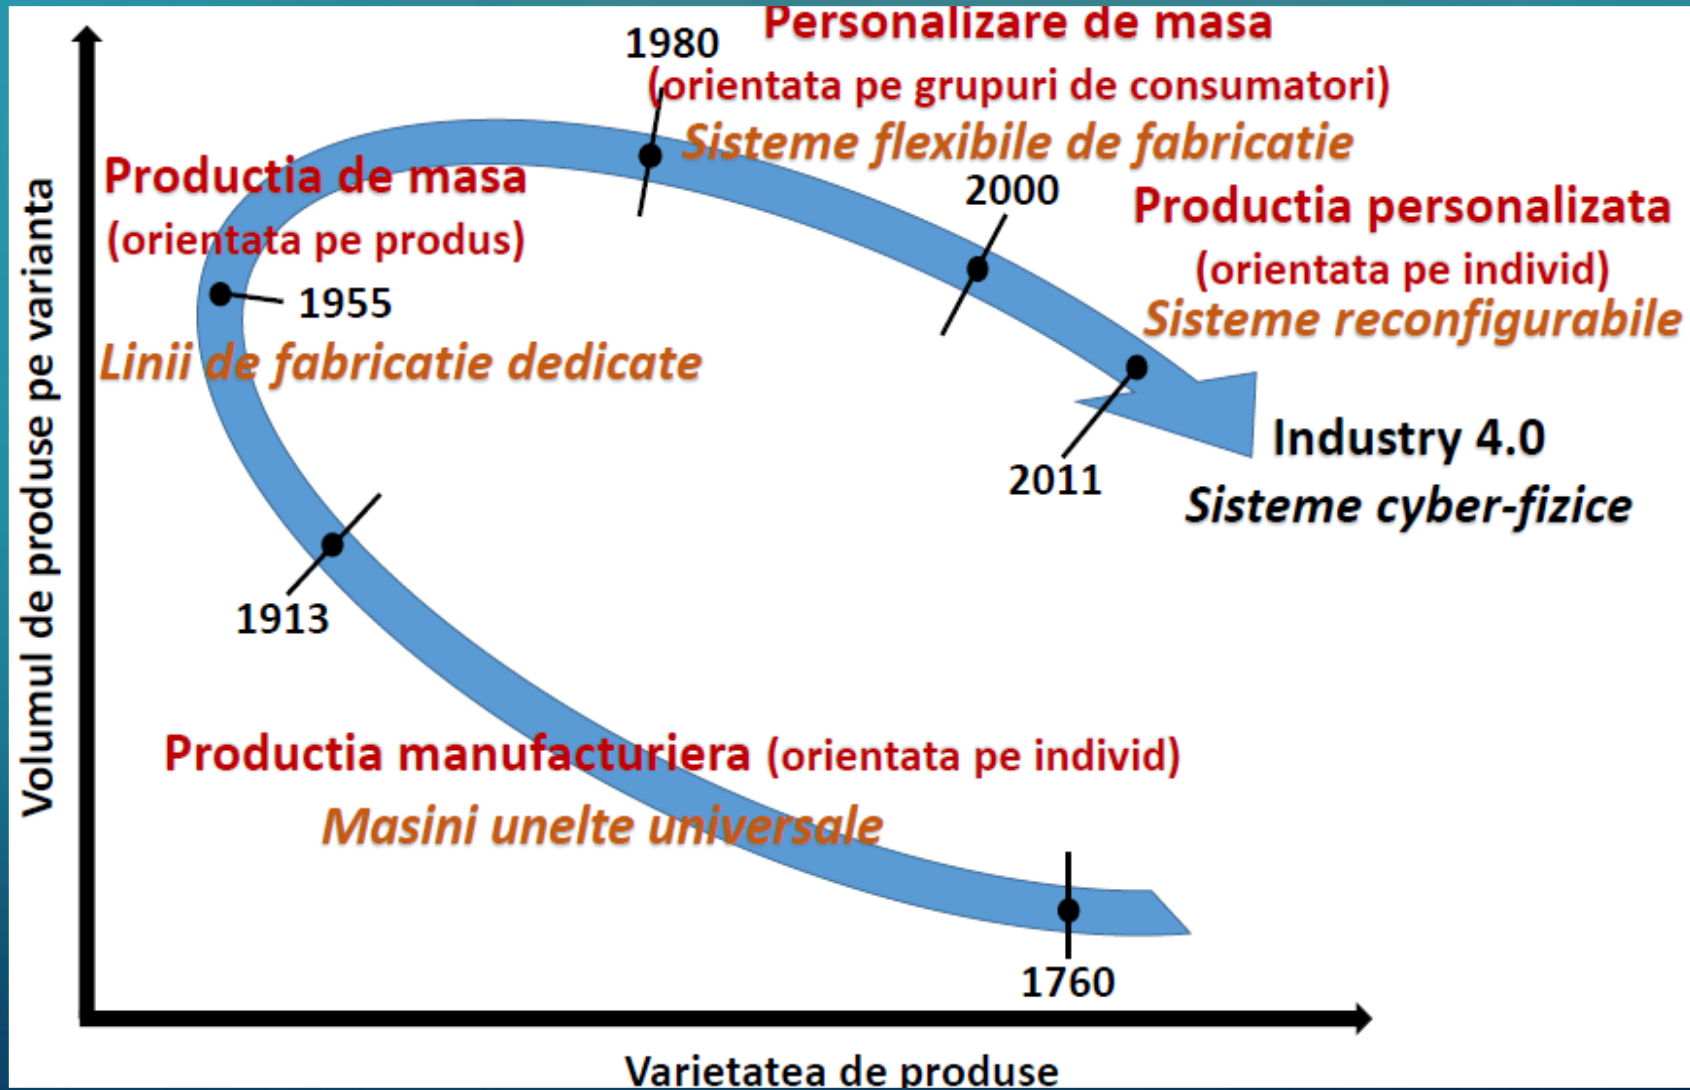 1980
Personalizare de masa
(orientata pe grupuri de consumatori)
Sisteme flexibile de fabricatie
Productia de masa
(orientata pe produs)
1955
Linii de fabricatie dedicate
2000
Productia personalizata
(orientata pe individ)
Sisteme reconfigurabile
2011
Industry 4.0
Sisteme cyber-fizice
1913
Productia manufacturiera (orientata pe individ)
Masini unelte universale
1760
Volumul de produse pe varianta
Varietatea de produse